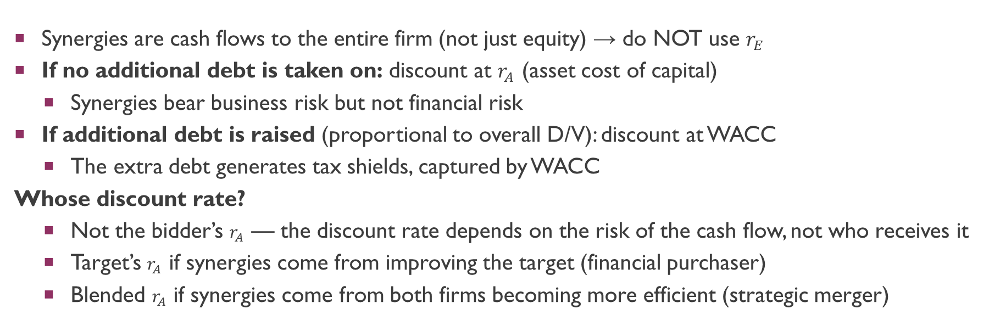 ▪ Synergies are cash flows to the entire firm (not just equity) → do NOT use r_E
▪ If no additional debt is taken on: discount at r_A (asset cost of capital)
▪ Synergies bear business risk but not financial risk
▪ If additional debt is raised (proportional to overall D/V): discount at WACC
▪ The extra debt generates tax shields, captured by WACC
Whose discount rate?
▪ Not the bidder’s r_A — the discount rate depends on the risk of the cash flow, not who receives it
▪ Target’s r_A if synergies come from improving the target (financial purchaser)
▪ Blended r_A if synergies come from both firms becoming more efficient (strategic merger)